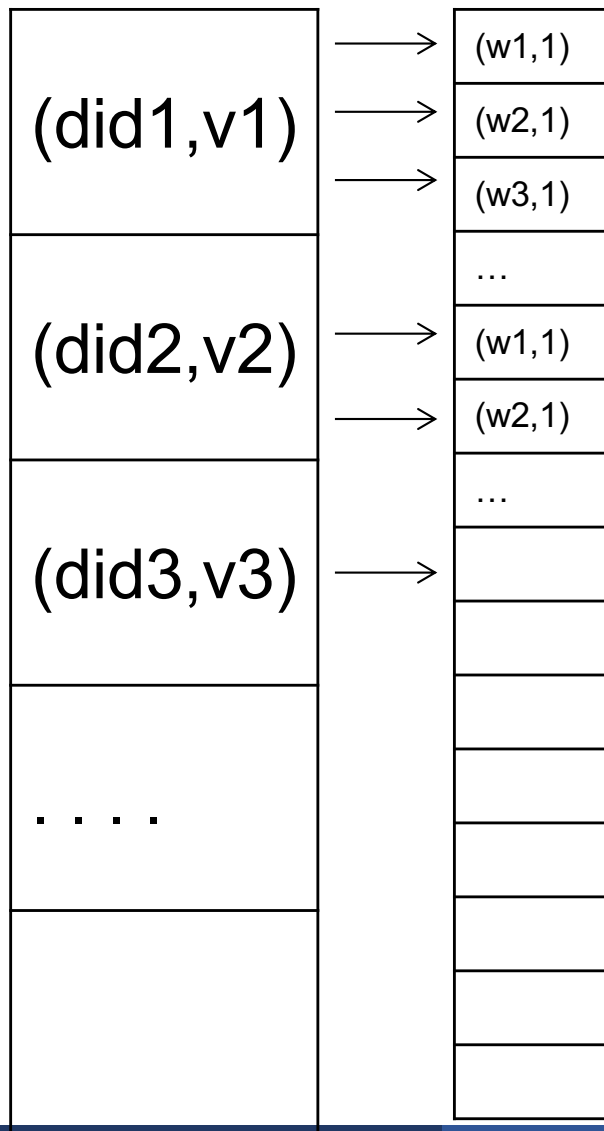 (did1,v1)
(did2,v2)
(did3,v3)
. . . .
(w1,1)
(w2,1)
(w3,1)
…
(w1,1)
(w2,1)
…